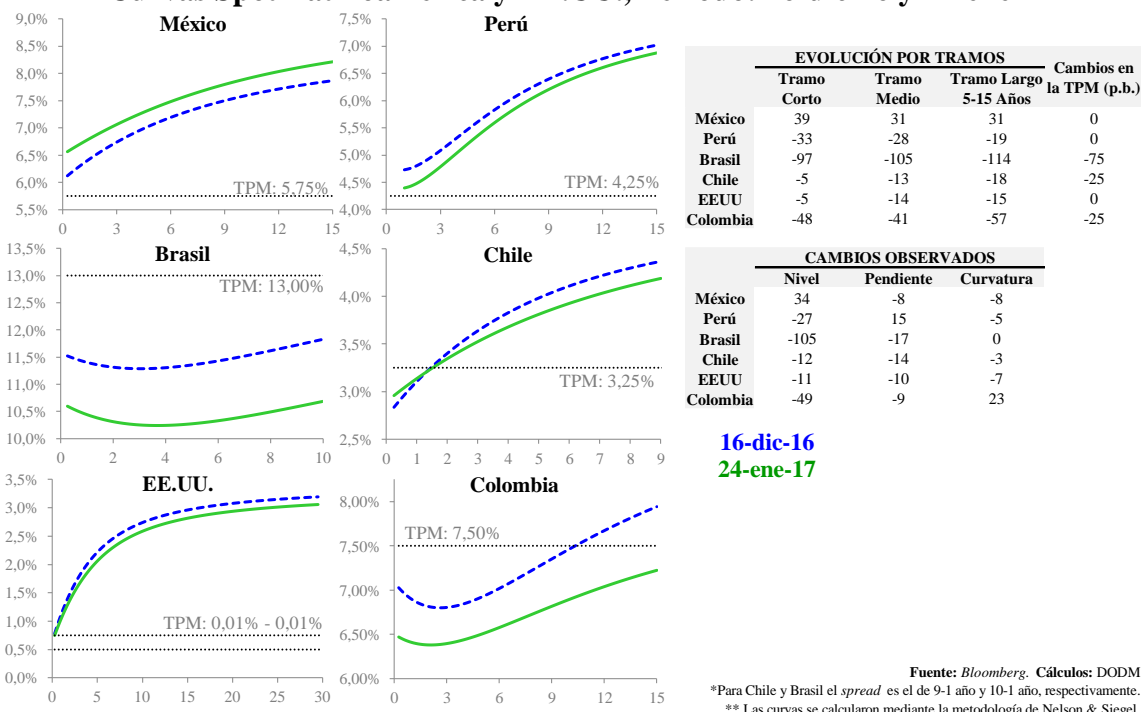 México
9,0%
8,5%
8,0%
7,5%
7,0%
6,5%
6,0%
5,5%
TPM: 5,75%
0 3 6 9 12 15
Perú
7,5%
7,0%
6,5%
6,0%
5,5%
5,0%
4,5%
4,0%
TPM: 4,25%
0 3 6 9 12 15
Brasil
13,5%
13,0%
12,5%
12,0%
11,5%
11,0%
10,5%
10,0%
TPM: 13,00%
0 2 4 6 8 10
Chile
4,5%
4,0%
3,5%
3,0%
2,5%
TPM: 3,25%
0 1 2 3 4 5 6 7 8 9
EE.UU.
3,5%
3,0%
2,5%
2,0%
1,5%
1,0%
0,5%
0,0%
TPM: 0,01% - 0,01%
0 5 10 15 20 25 30
Colombia
8,00%
7,50%
7,00%
6,50%
6,00%
TPM: 7,50%
0 3 6 9 12 15
EVOLUCIÓN POR TRAMOS
Tramo Corto Tramo Medio Tramo Largo 5-15 Años Cambios en la TPM (p.b.)
México 39 31 31 0
Perú -33 -28 -19 0
Brasil -97 -105 -114 -75
Chile -5 -13 -18 -25
EEUU -5 -14 -15 0
Colombia -48 -41 -57 -25
CAMBIOS OBSERVADOS
Nivel Pendiente Curvatura
México 34 -8 -8
Perú -27 15 -5
Brasil -105 -17 0
Chile -12 -14 -3
EEUU -11 -10 -7
Colombia -49 -9 23
16-dic-16
24-ene-17
Fuente: Bloomberg. Cálculos: DODM
*Para Chile y Brasil el spread es el de 9-1 año y 10-1 año, respectivamente.
** Las curvas se calcularon mediante la metodología de Nelson & Siegel.